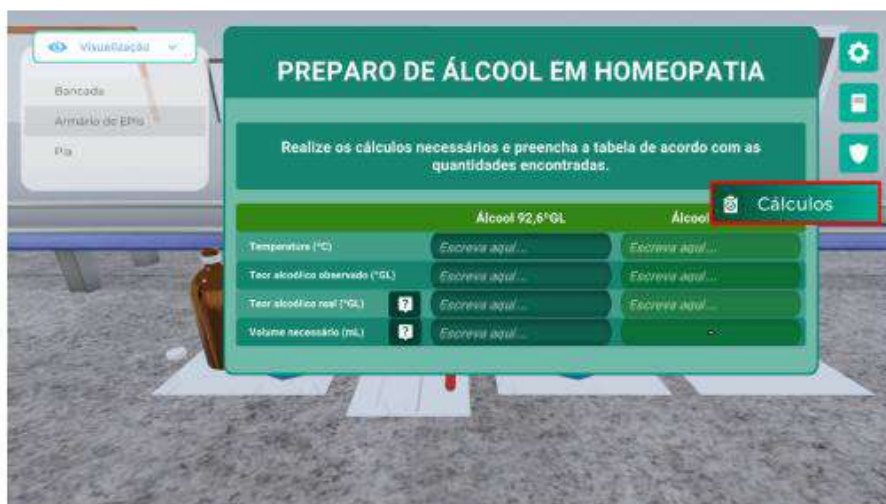 Visualização
Bancada
Armário de EPIs
Pia
PREPARO DE ÁLCOOL EM HOMEOPATIA
Realize os cálculos necessários e preencha a tabela de acordo com as
quantidades encontradas.
Cálculos
Álcool 92,6°GL Álcool
Temperatura (°C) Escreva aqui... Escreva aqui...
Teor alcoólico observado (°GL) Escreva aqui... Escreva aqui...
Teor alcoólico real (°GL) ? Escreva aqui... Escreva aqui...
Volume necessário (mL) ? Escreva aqui... -